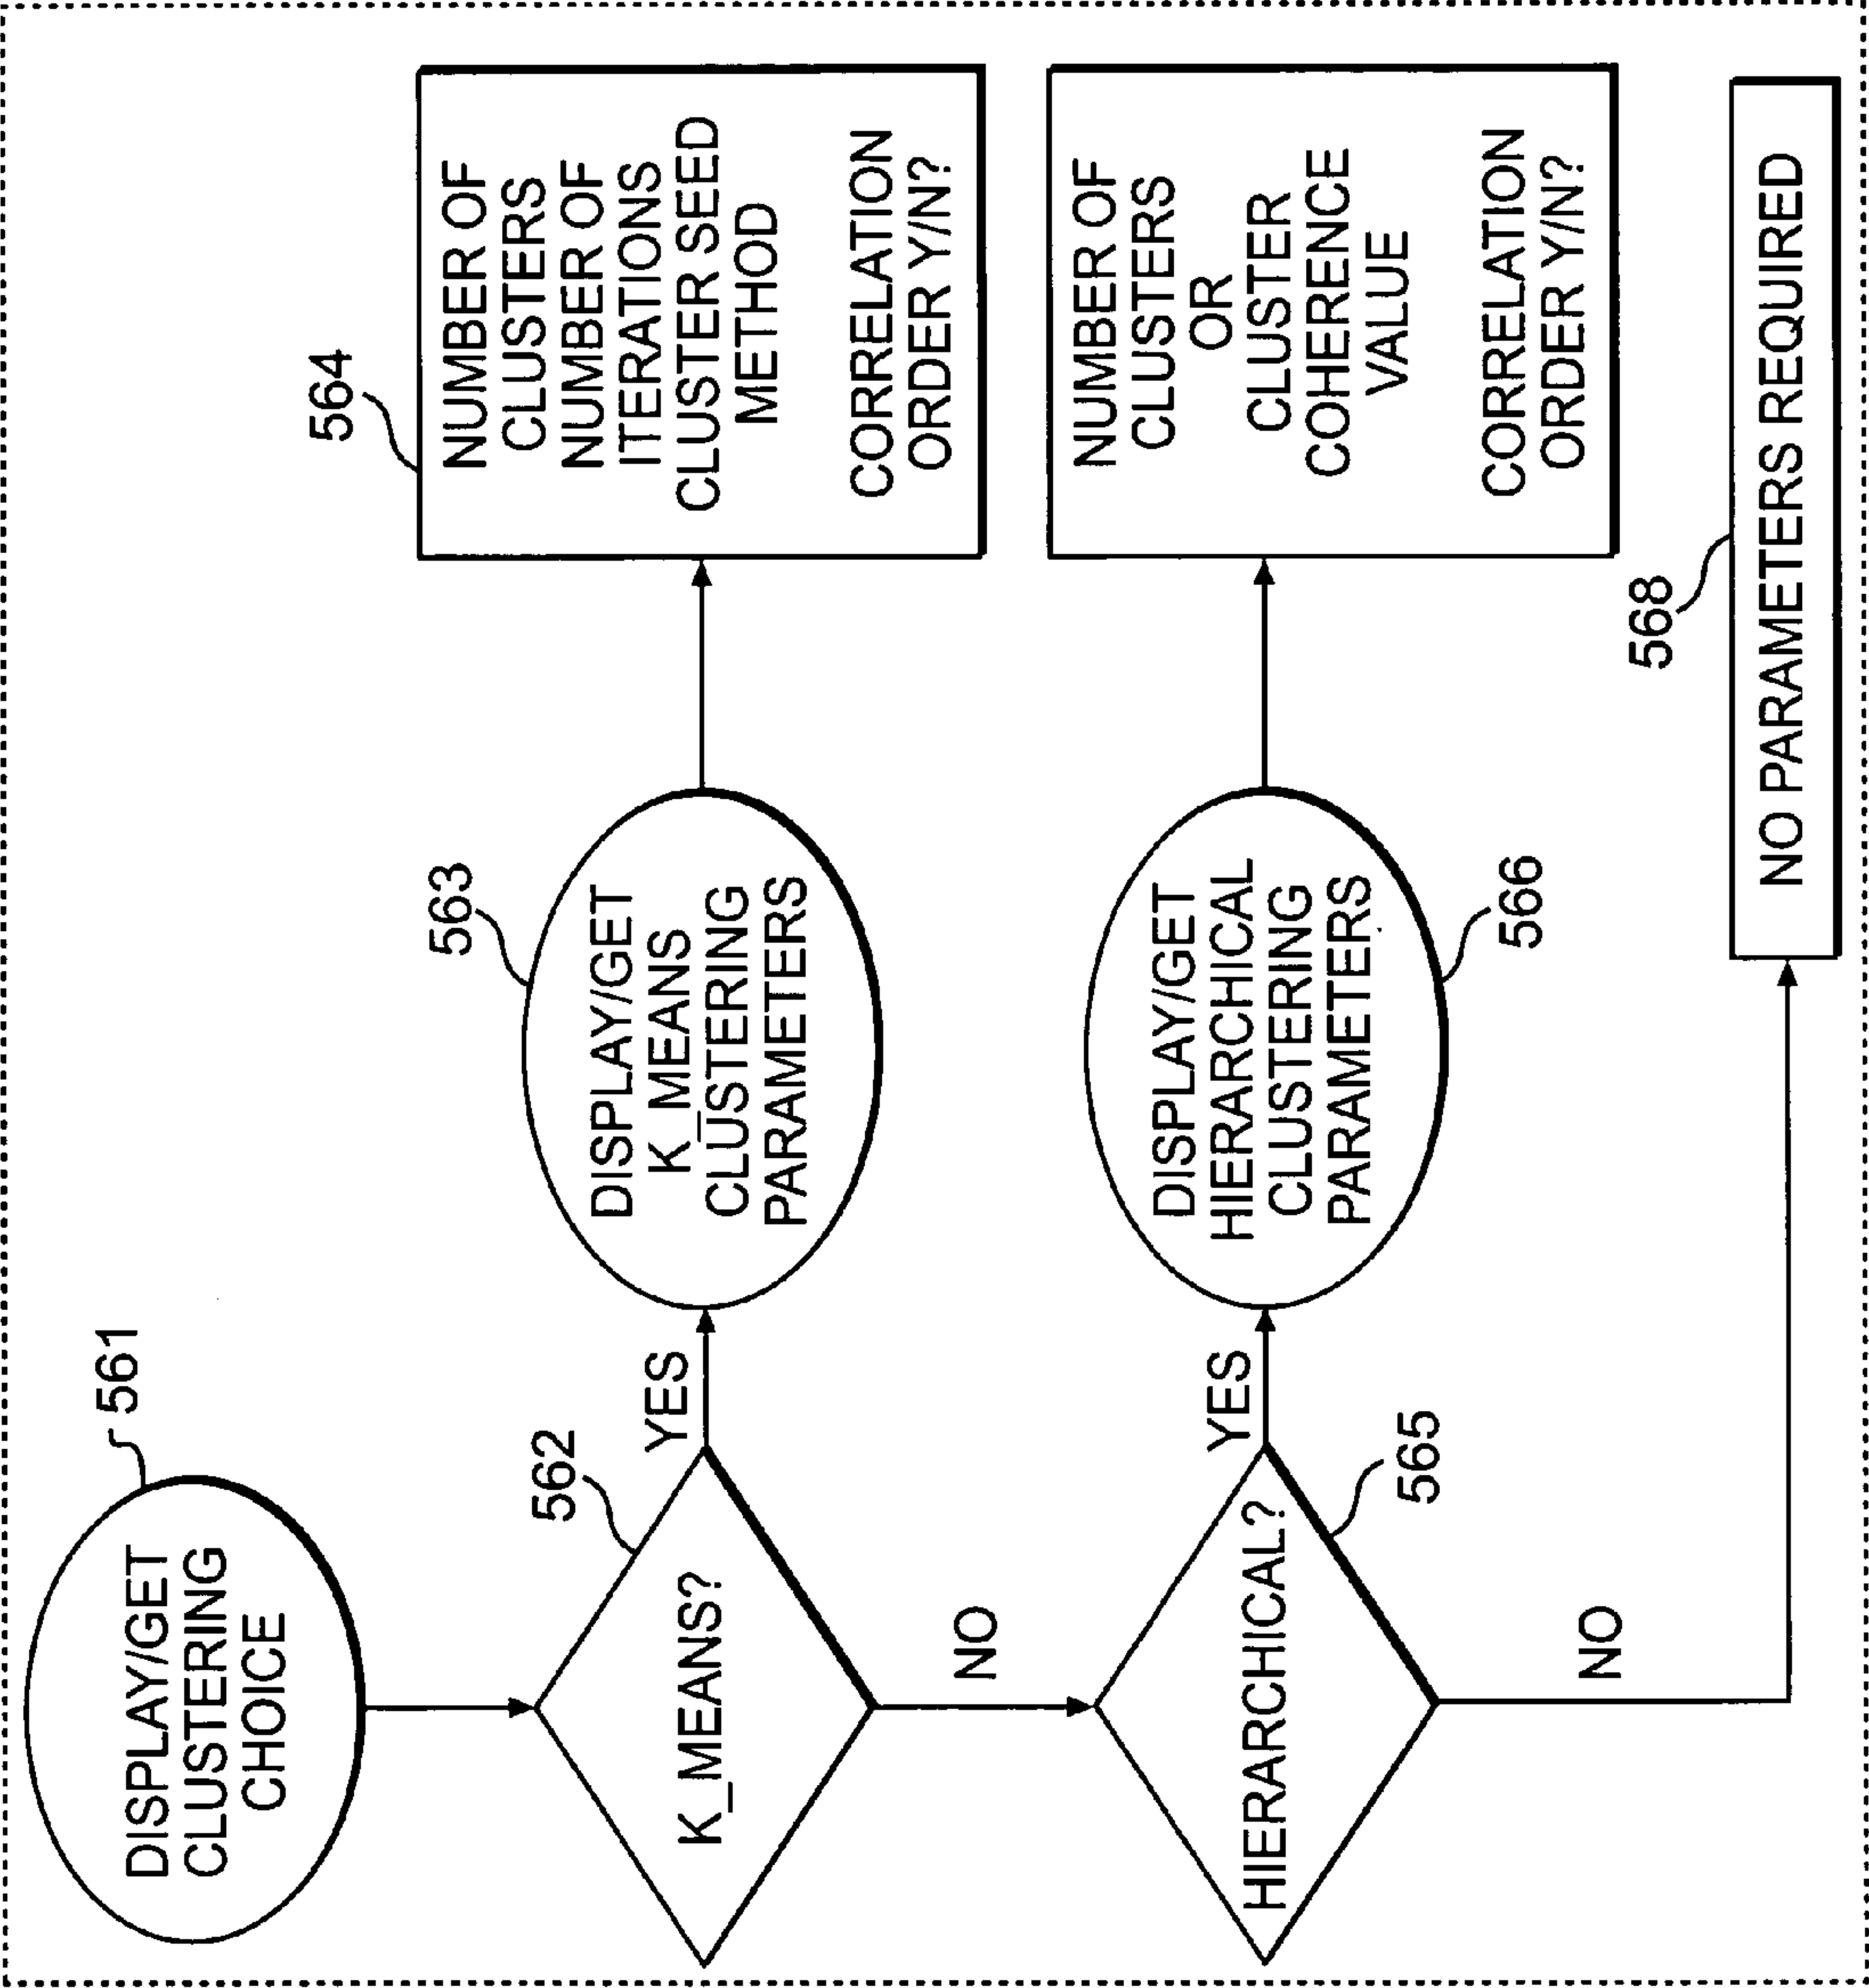 561
DISPLAY/GET
CLUSTERING
CHOICE
562
K_MEANS?
YES
563
DISPLAY/GET
K_MEANS
CLUSTERING
PARAMETERS
564
NUMBER OF
CLUSTERS
NUMBER OF
ITERATIONS
CLUSTER SEED
METHOD
CORRELATION
ORDER Y/N?
NO
HIERARCHICAL?
565
YES
DISPLAY/GET
HIERARCHICAL
CLUSTERING
PARAMETERS
566
NUMBER OF
CLUSTERS
OR
CLUSTER
COHERENCE
VALUE
CORRELATION
ORDER Y/N?
NO
568
NO PARAMETERS REQUIRED